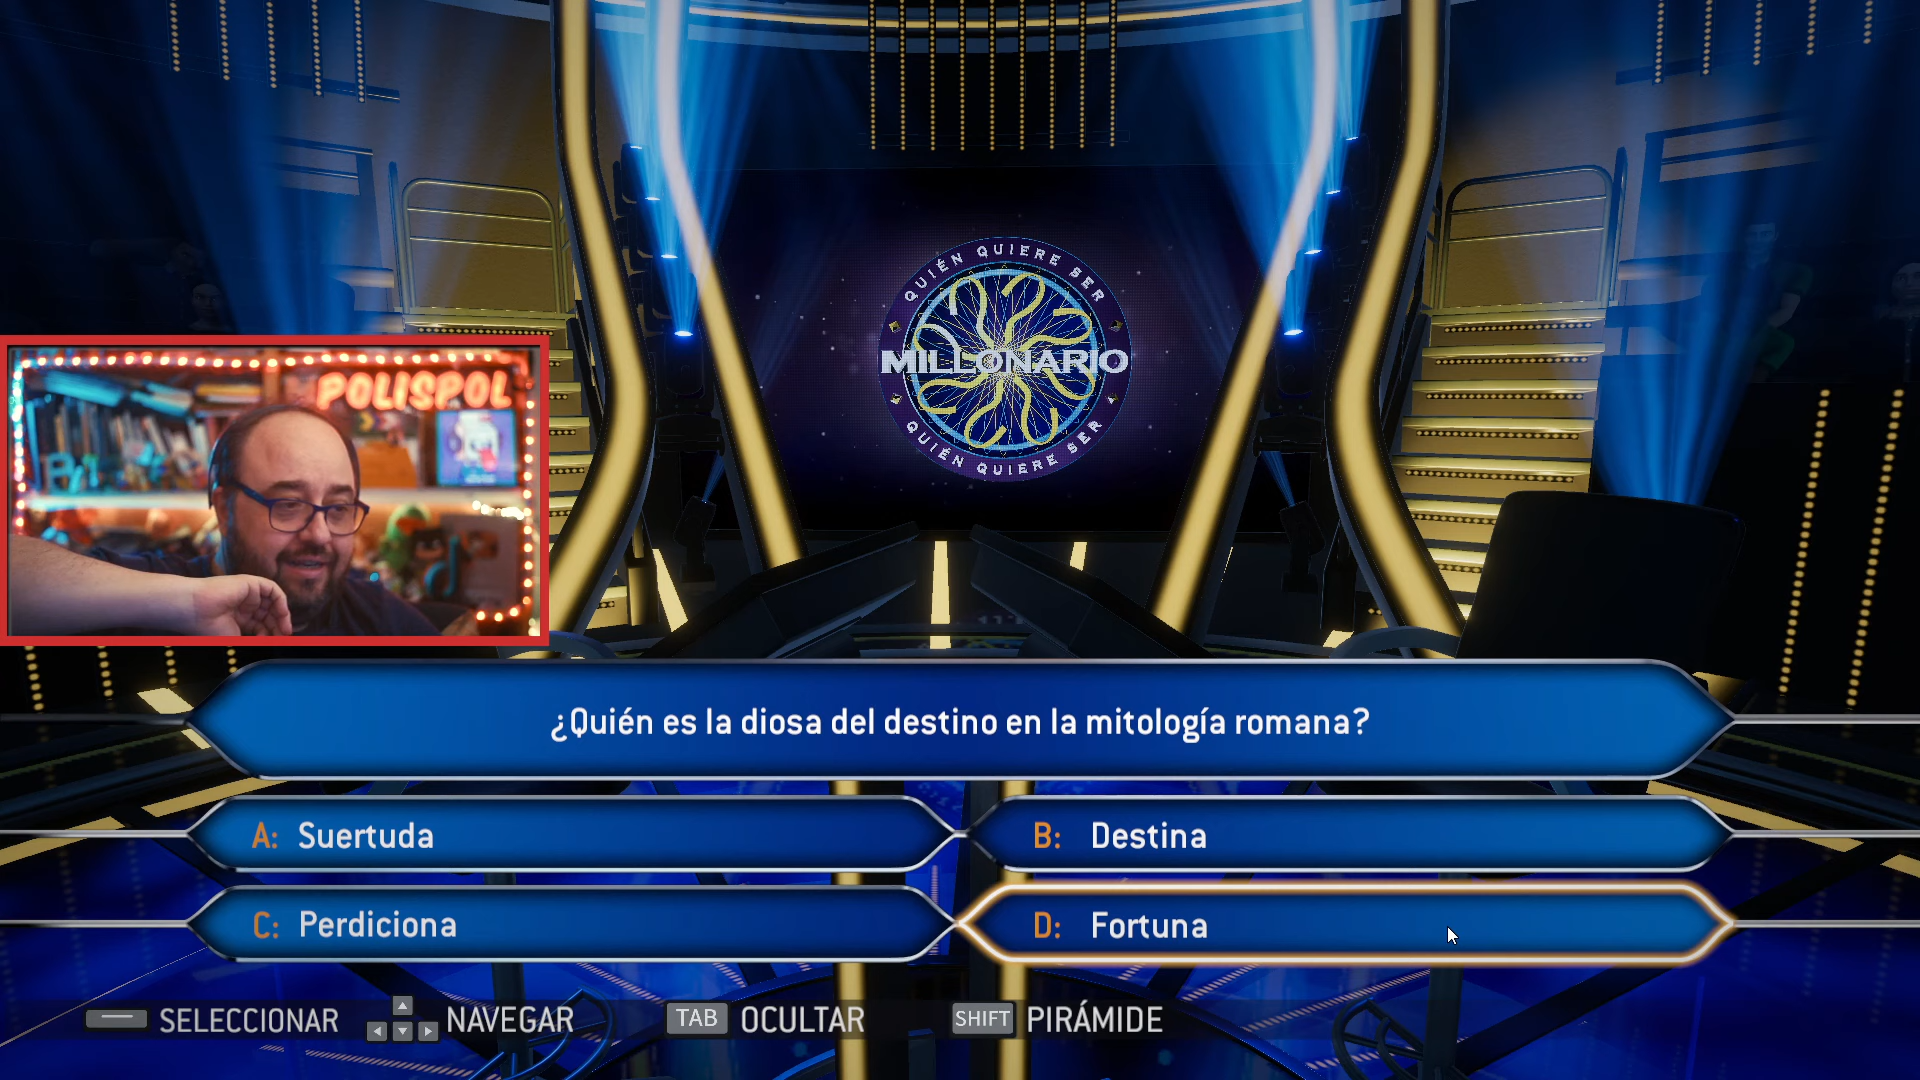 QUIÉN QUIERE SER
MILLONARIO
QUIÉN QUIERE SER
POLISPOL
¿Quién es la diosa del destino en la mitología romana?
A: Suertuda
B: Destina
C: Perdiciona
D: Fortuna
SELECCIONAR
NAVEGAR
TAB OCULTAR
SHIFT PIRÁMIDE